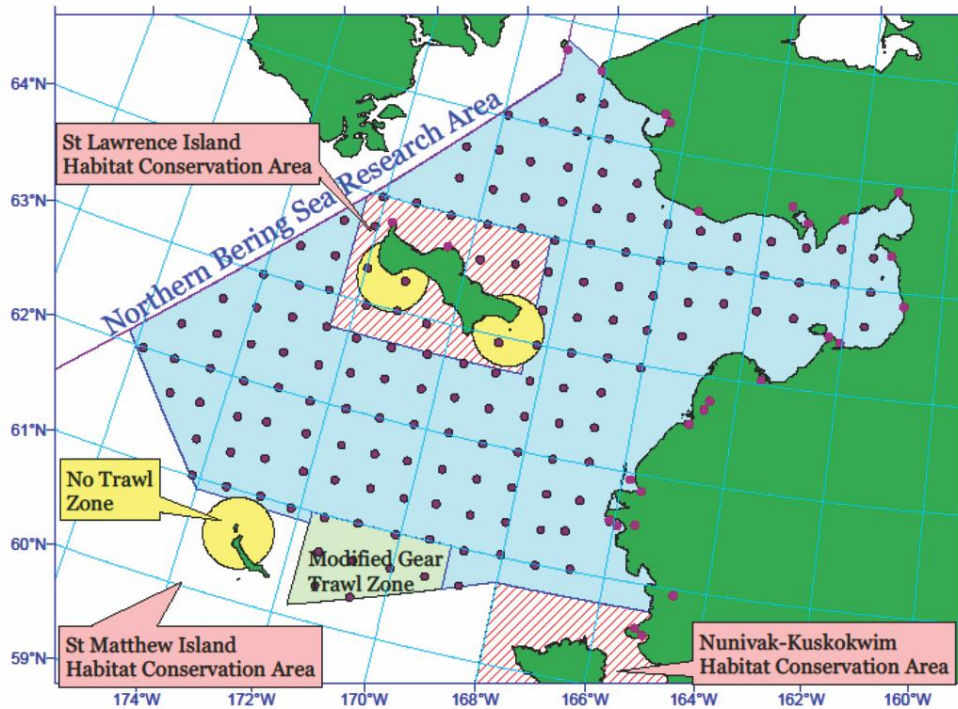 64°N
63°N
62°N
61°N
60°N
59°N
Northern Bering Sea Research Area
St Lawrence Island
Habitat Conservation Area
No Trawl
Zone
Modified Gear
Trawl Zone
St Matthew Island
Habitat Conservation Area
Nunivak-Kuskokwim
Habitat Conservation Area
174°W
172°W
170°W
168°W
166°W
164°W
162°W
160°W